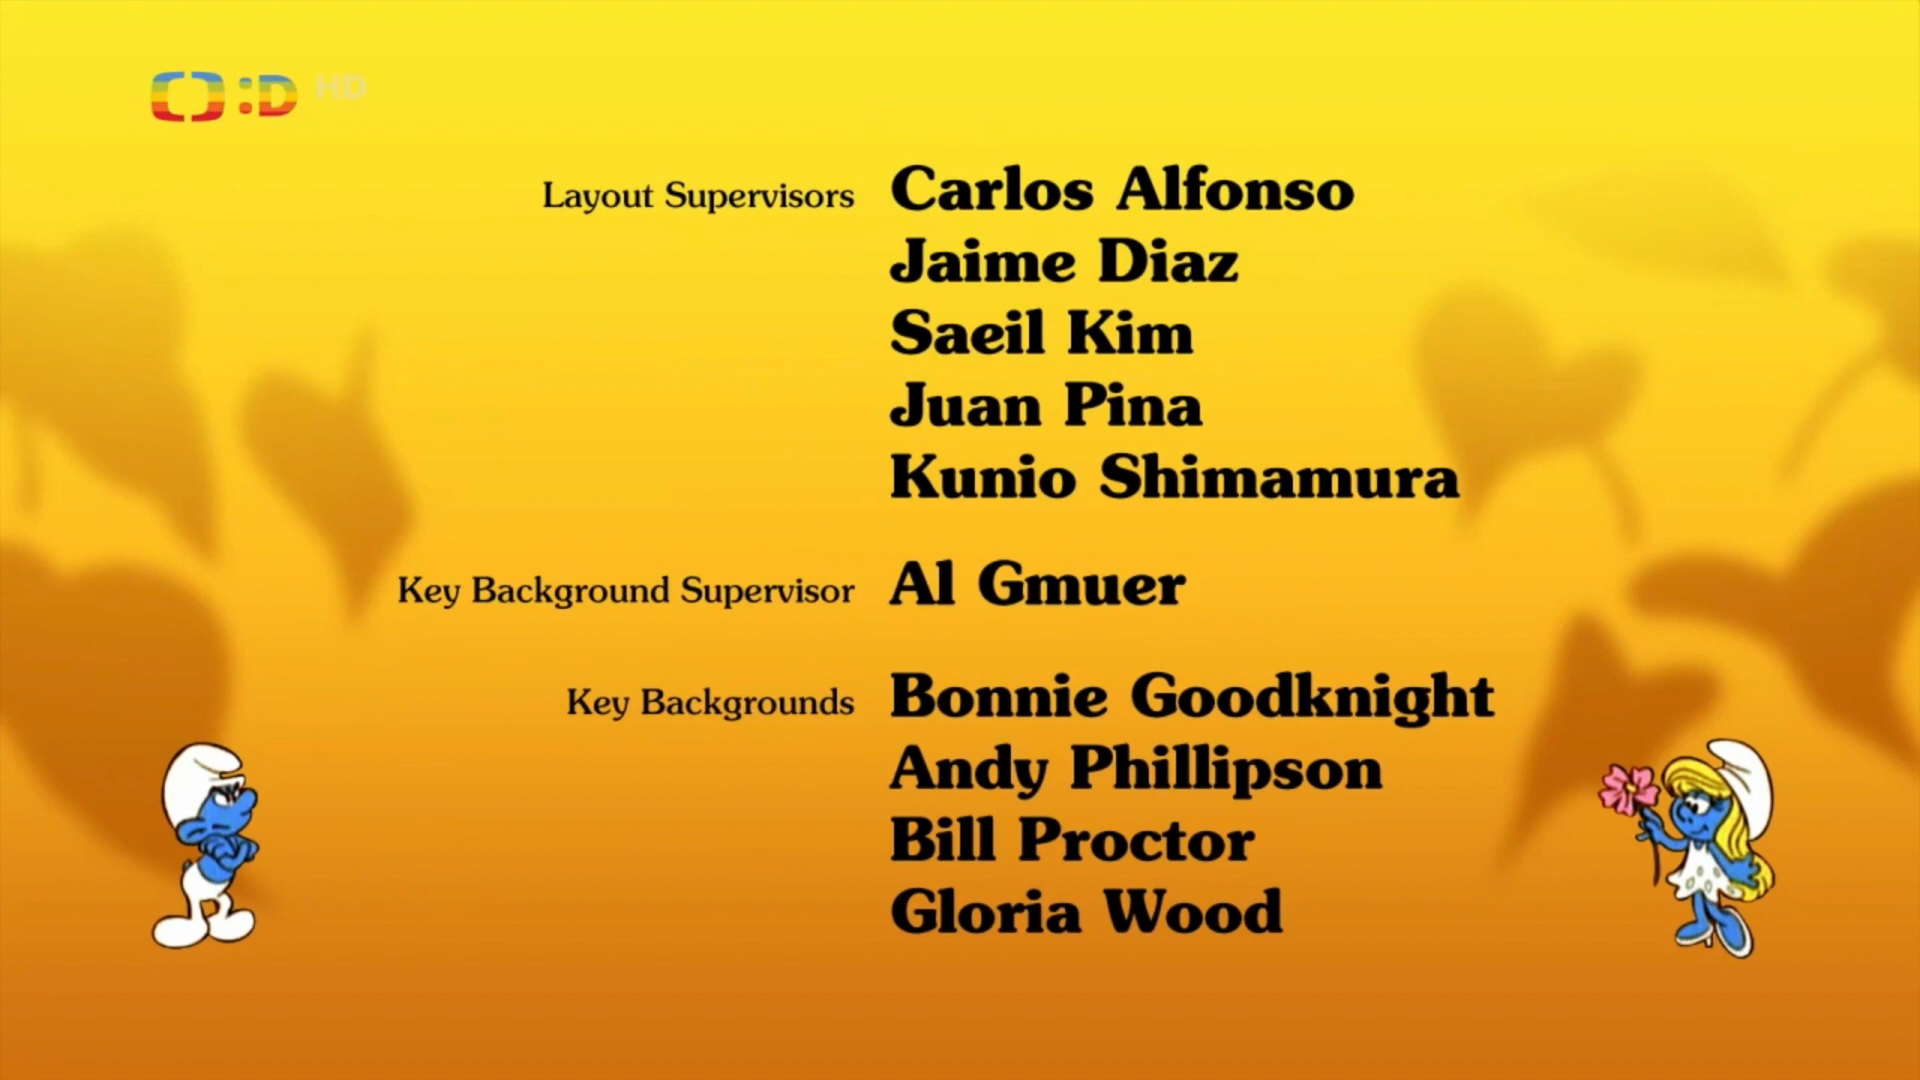 :D HD
Layout Supervisors Carlos Alfonso
Jaime Diaz
Saeil Kim
Juan Pina
Kunio Shimamura
Key Background Supervisor Al Gmuer
Key Backgrounds Bonnie Goodknight
Andy Phillipson
Bill Proctor
Gloria Wood